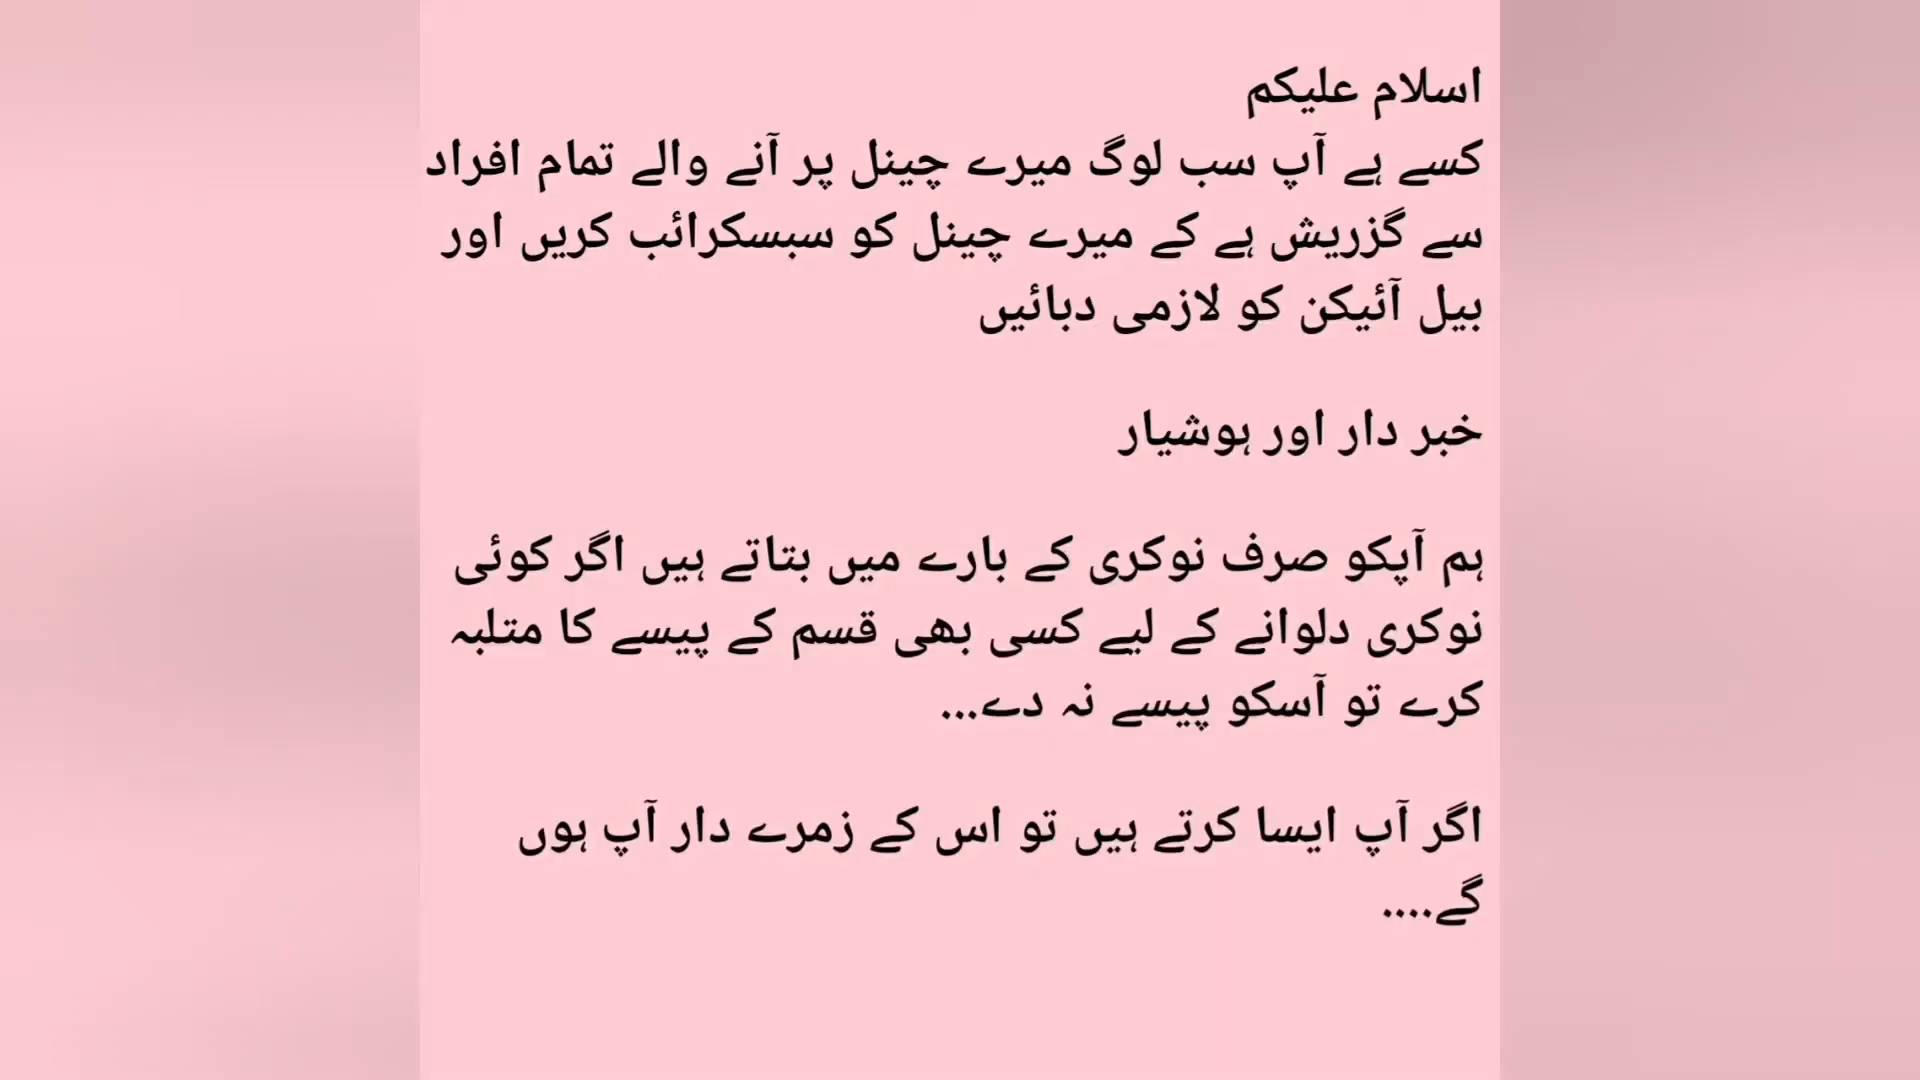 اسلام علیکم
کسے ہے آپ سب لوگ میرے چینل پر آنے والے تمام افراد
سے گزریش ہے کے میرے چینل کو سبسکرائب کریں اور
بیل آئیکن کو لازمی دبائیں
خبر دار اور ہوشیار
ہم آپکو صرف نوکری کے بارے میں بتاتے ہیں اگر کوئی
نوکری دلوانے کے لیے کسی بھی قسم کے پیسے کا متلبہ
کرے تو آسکو پیسے نہ دے...
اگر آپ ایسا کرتے ہیں تو اس کے زمرے دار آپ ہوں
گے....